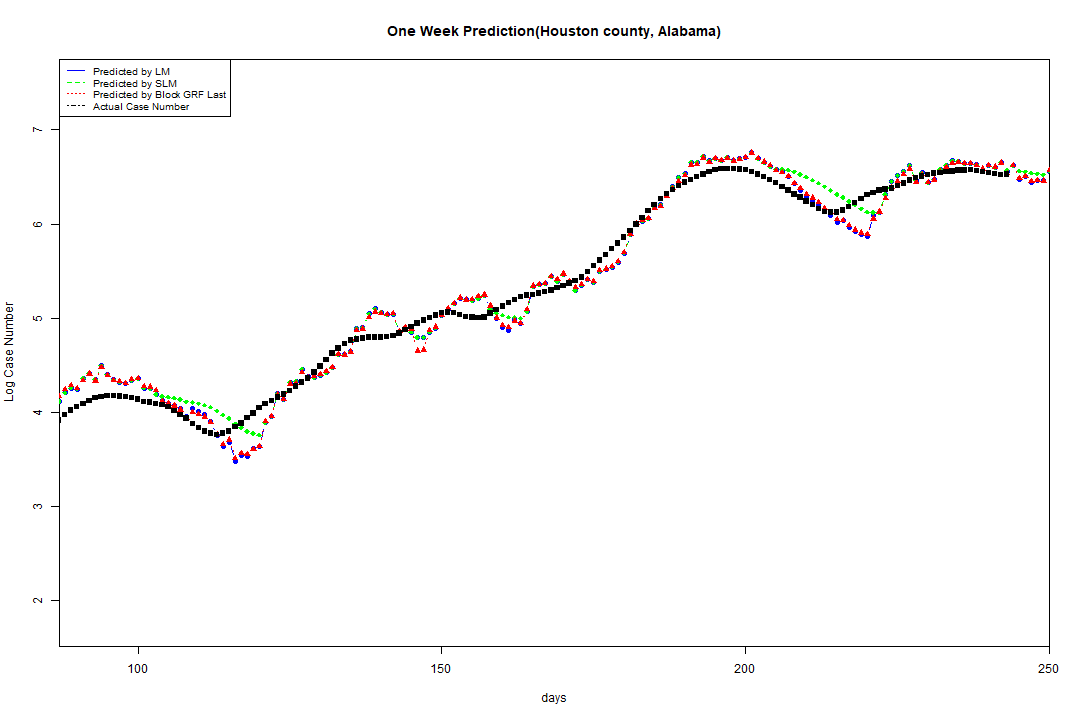 One Week Prediction(Houston county, Alabama)
Predicted by LM
Predicted by SLM
Predicted by Block GRF Last
Actual Case Number
7
6
5
4
3
2
Log Case Number
100 150 200 250
days